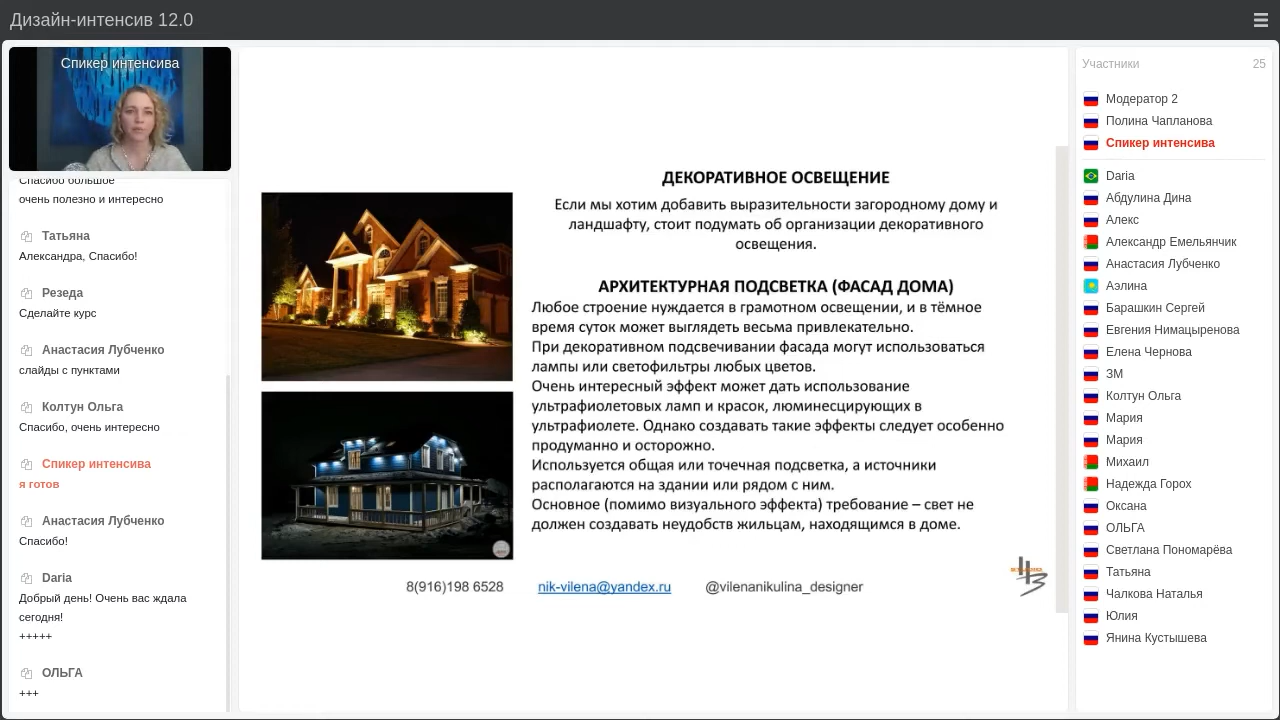 Дизайн-интенсив 12.0
Спикер интенсива
Спасибо большое
очень полезно и интересно
Татьяна
Александра, Спасибо!
Резеда
Сделайте курс
Анастасия Лубченко
слайды с пунктами
Колтун Ольга
Спасибо, очень интересно
Спикер интенсива
я готов
Анастасия Лубченко
Спасибо!
Daria
Добрый день! Очень вас ждала
сегодня!
+++++
ОЛЬГА
+++
ДЕКОРАТИВНОЕ ОСВЕЩЕНИЕ
Если мы хотим добавить выразительности загородному дому и
ландшафту, стоит подумать об организации декоративного
освещения.
АРХИТЕКТУРНАЯ ПОДСВЕТКА (ФАСАД ДОМА)
Любое строение нуждается в грамотном освещении, и в тёмное
время суток может выглядеть весьма привлекательно.
При декоративном подсвечивании фасада могут использоваться
лампы или светофильтры любых цветов.
Очень интересный эффект может дать использование
ультрафиолетовых ламп и красок, люминесцирующих в
ультрафиолете. Однако создавать такие эффекты следует особенно
продуманно и осторожно.
Используется общая или точечная подсветка, а источники
располагаются на здании или рядом с ним.
Основное (помимо визуального эффекта) требование – свет не
должен создавать неудобств жильцам, находящимся в доме.
8(916)198 6528 nik-vilena@yandex.ru @vilenanikulina_designer
Участники 25
Модератор 2
Полина Чапланова
Спикер интенсива
Daria
Абдулина Дина
Алекс
Александр Емельянчик
Анастасия Лубченко
Аэлина
Барашкин Сергей
Евгения Нимацыренова
Елена Чернова
ЗМ
Колтун Ольга
Мария
Мария
Михаил
Надежда Горох
Оксана
ОЛЬГА
Светлана Пономарёва
Татьяна
Чалкова Наталья
Юлия
Янина Кустышева